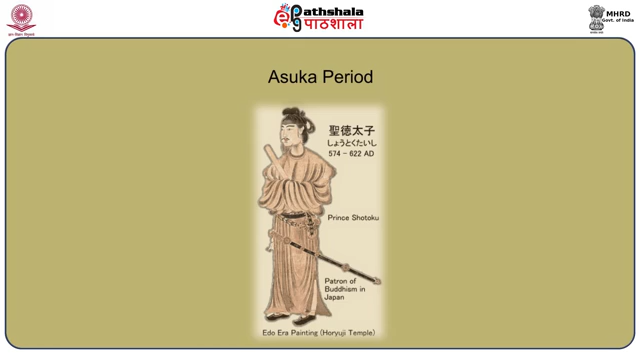 Pathshala
पाठशाला
MHRD
Govt. of India
Asuka Period
聖徳太子
しょうとくたいし
574 - 622 AD
Prince Shotoku
Patron of
Buddhism in
Japan
Edo Era Painting (Horyuji Temple)